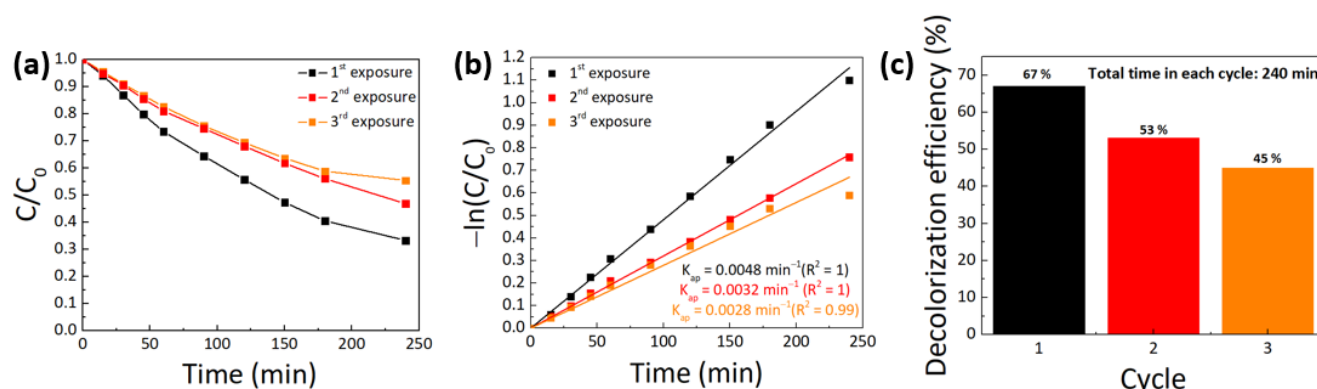 (a)
1.0
0.9
0.8
0.7
0.6
0.5
0.4
0.3
0.2
0.1
0.0
C/C₀
1ˢᵗ exposure
2ⁿᵈ exposure
3ʳᵈ exposure
0 50 100 150 200 250
Time (min)
(b)
1.2
1.1
1.0
0.9
0.8
0.7
0.6
0.5
0.4
0.3
0.2
0.1
0.0
−ln(C/C₀)
1ˢᵗ exposure
2ⁿᵈ exposure
3ʳᵈ exposure
Kₐₚ = 0.0048 min⁻¹(R² = 1)
Kₐₚ = 0.0032 min⁻¹ (R² = 1)
Kₐₚ = 0.0028 min⁻¹(R² = 0.99)
0 50 100 150 200 250
Time (min)
(c)
Decolorization efficiency (%)
70
60
50
40
30
20
10
0
Total time in each cycle: 240 min
67 %
53 %
45 %
1 2 3
Cycle